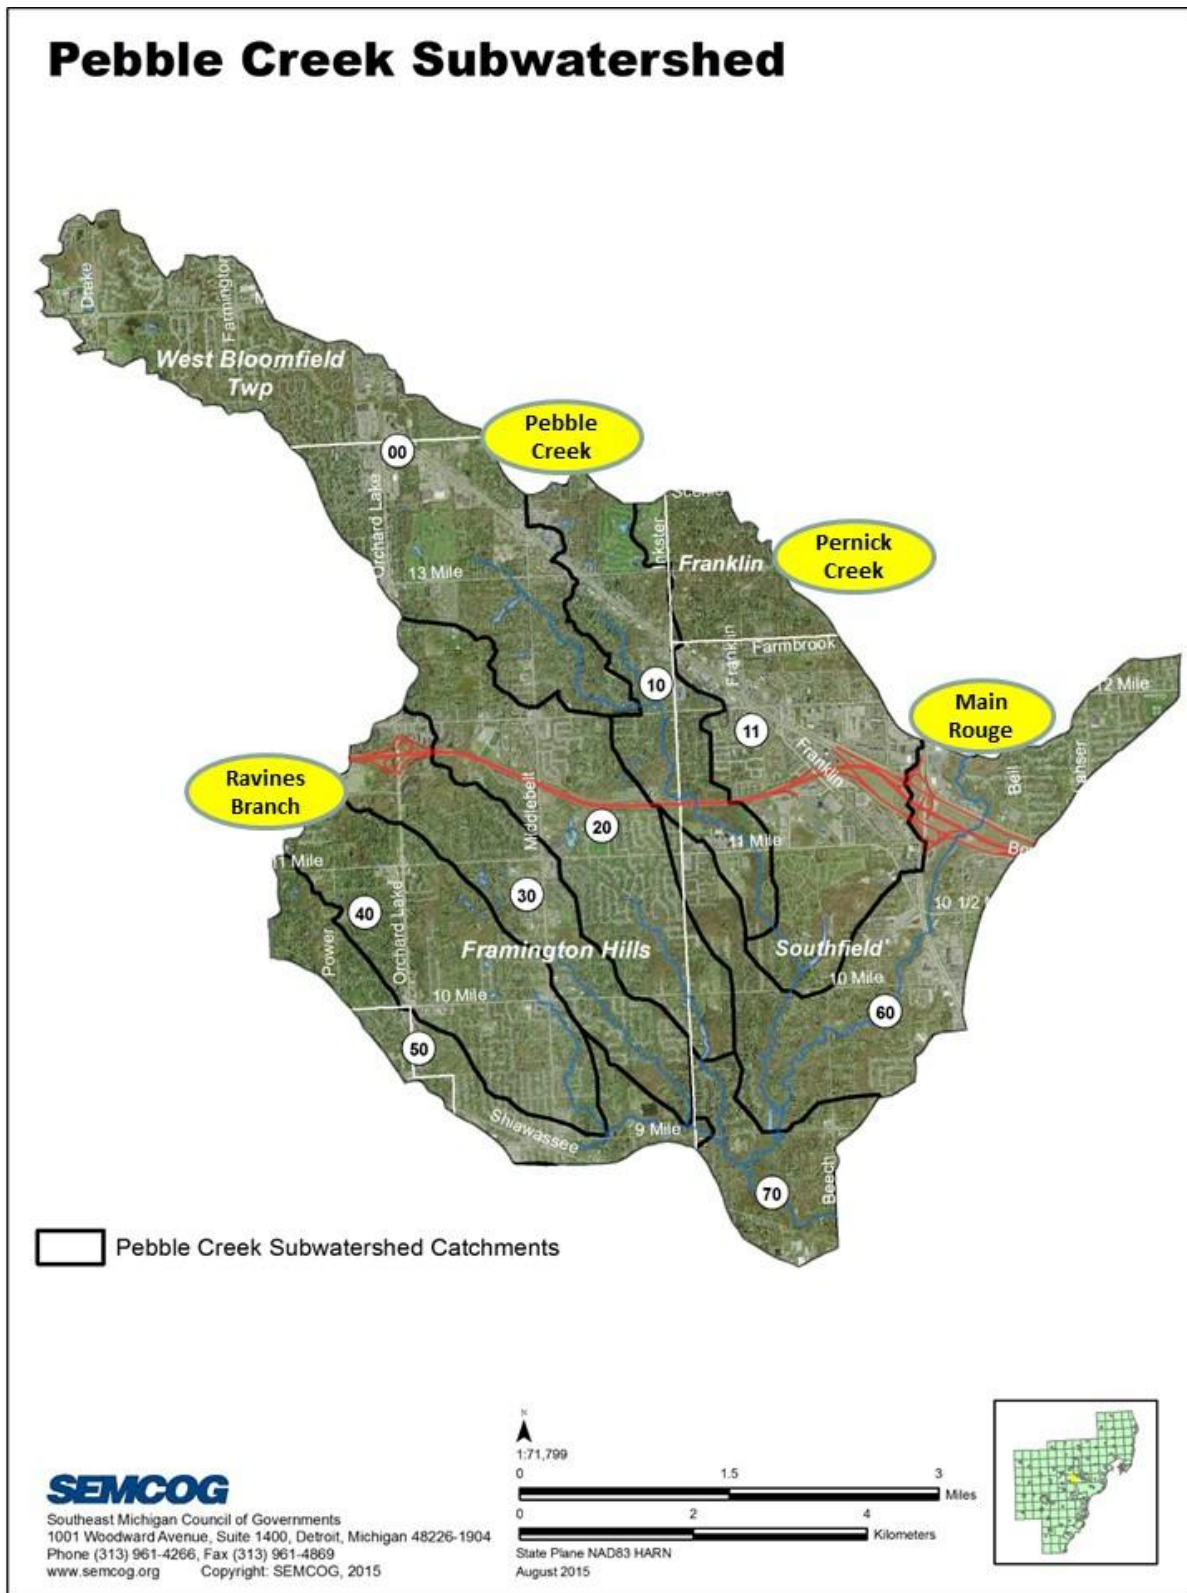 Pebble Creek Subwatershed
Drake
Farmington
West Bloomfield
Twp
Pebble
Creek
00
Orchard Lake
Inkster
Franklin
Pernick
Creek
13 Mile
Franklin
Farmbrook
10
12 Mile
Main
Rouge
11
Franklin
Bell
Lahser
Ravines
Branch
Middlebelt
20
11 Mile
11 Mile
30
40
10 1/2
Orchard Lake
Power
Framington Hills
Southfield'
10 Mile
10 Mile
60
50
Shiawassee
9 Mile
Beech
70
Pebble Creek Subwatershed Catchments
N
1:71,799
0 1.5 3
Miles
0 2 4
Kilometers
State Plane NAD83 HARN
August 2015
SEMCOG
Southeast Michigan Council of Governments
1001 Woodward Avenue, Suite 1400, Detroit, Michigan 48226-1904
Phone (313) 961-4266, Fax (313) 961-4869
www.semcog.org Copyright: SEMCOG, 2015